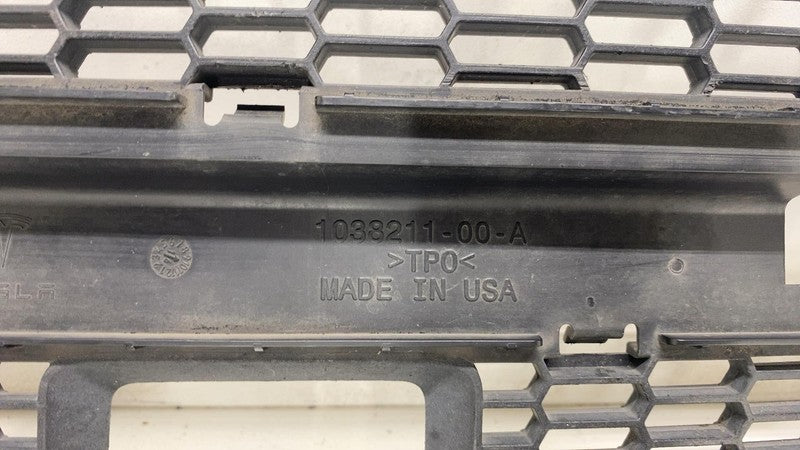 1038211-00-A
>TPO<
MADE IN USA